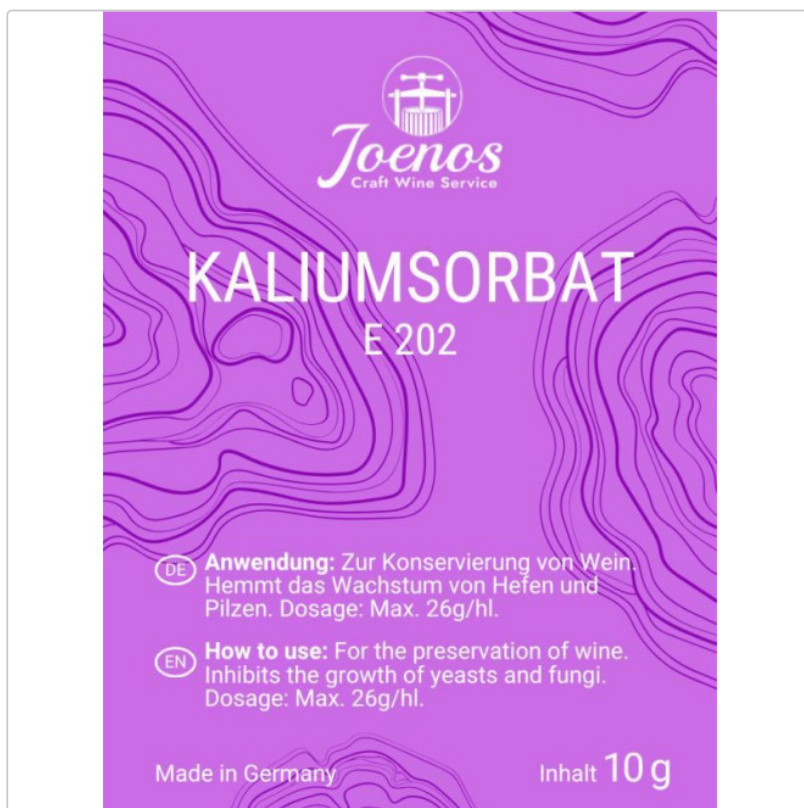 Joenos
Craft Wine Service
KALIUMSORBAT
E 202
DE Anwendung: Zur Konservierung von Wein.
Hemmt das Wachstum von Hefen und
Pilzen. Dosage: Max. 26g/hl.
EN How to use: For the preservation of wine.
Inhibits the growth of yeasts and fungi.
Dosage: Max. 26g/hl.
Made in Germany
Inhalt 10 g